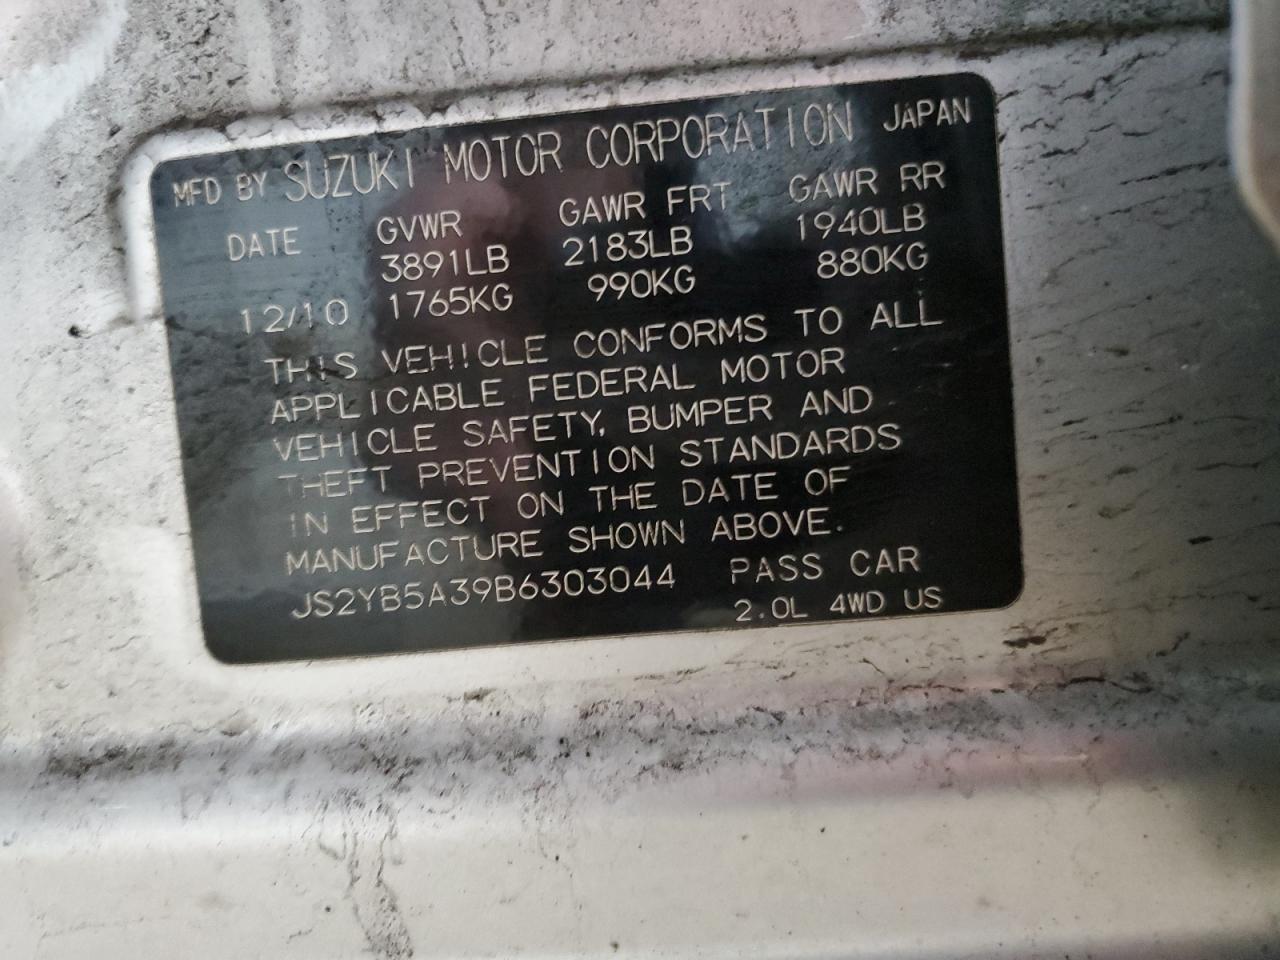 MFD BY SUZUKI MOTOR CORPORATION JAPAN
DATE GVWR GAWR FRT GAWR RR
3891LB 2183LB 1940LB
12/10 1765KG 990KG 880KG
THIS VEHICLE CONFORMS TO ALL
APPLICABLE FEDERAL MOTOR
VEHICLE SAFETY, BUMPER AND
THEFT PREVENTION STANDARDS
IN EFFECT ON THE DATE OF
MANUFACTURE SHOWN ABOVE.
JS2YB5A39B6303044 PASS CAR
2.0L 4WD US